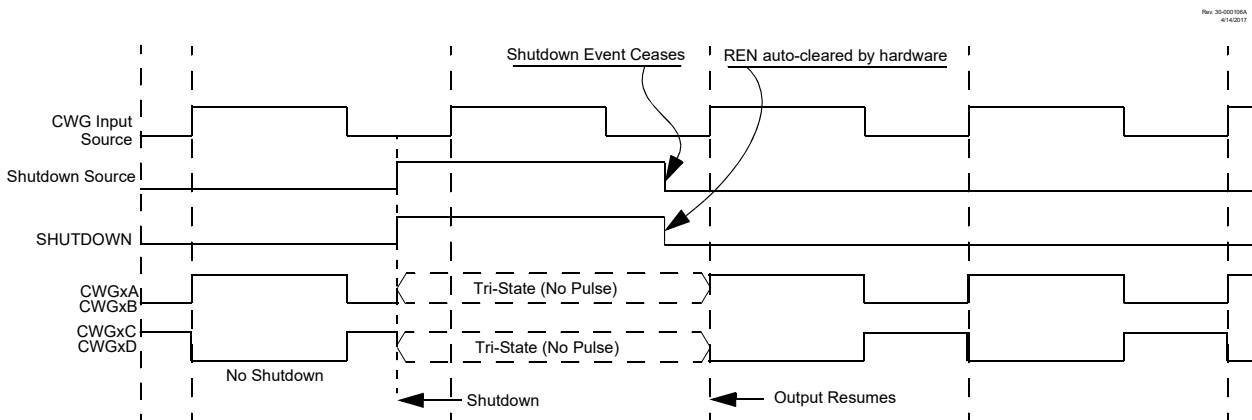 Rev. 30-000106A
4/14/2017
Shutdown Event Ceases
REN auto-cleared by hardware
CWG Input
Source
Shutdown Source
SHUTDOWN
CWGxA
CWGxB
Tri-State (No Pulse)
CWGxC
CWGxD
Tri-State (No Pulse)
No Shutdown
Shutdown
Output Resumes